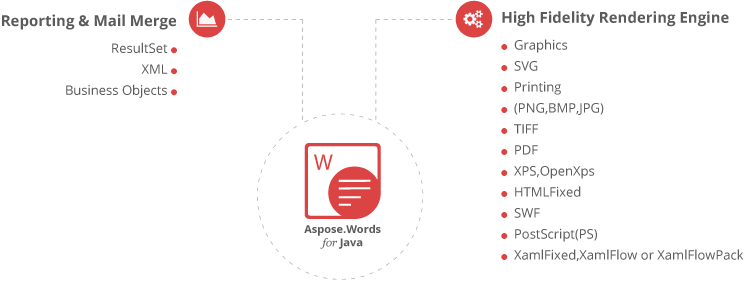 Reporting & Mail Merge
ResultSet
XML
Business Objects
High Fidelity Rendering Engine
Graphics
SVG
Printing
(PNG,BMP,JPG)
TIFF
PDF
XPS,OpenXps
HTMLFixed
SWF
PostScript(PS)
XamlFixed,XamlFlow or XamlFlowPack
W
Aspose.Words
for Java